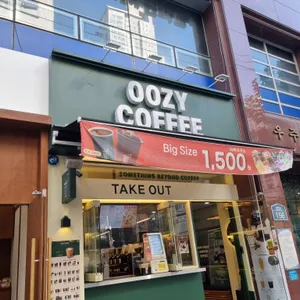 OOZY
COFFEE
Big Size 1,500
SOMETHING BEYOND COFFEE
TAKE OUT